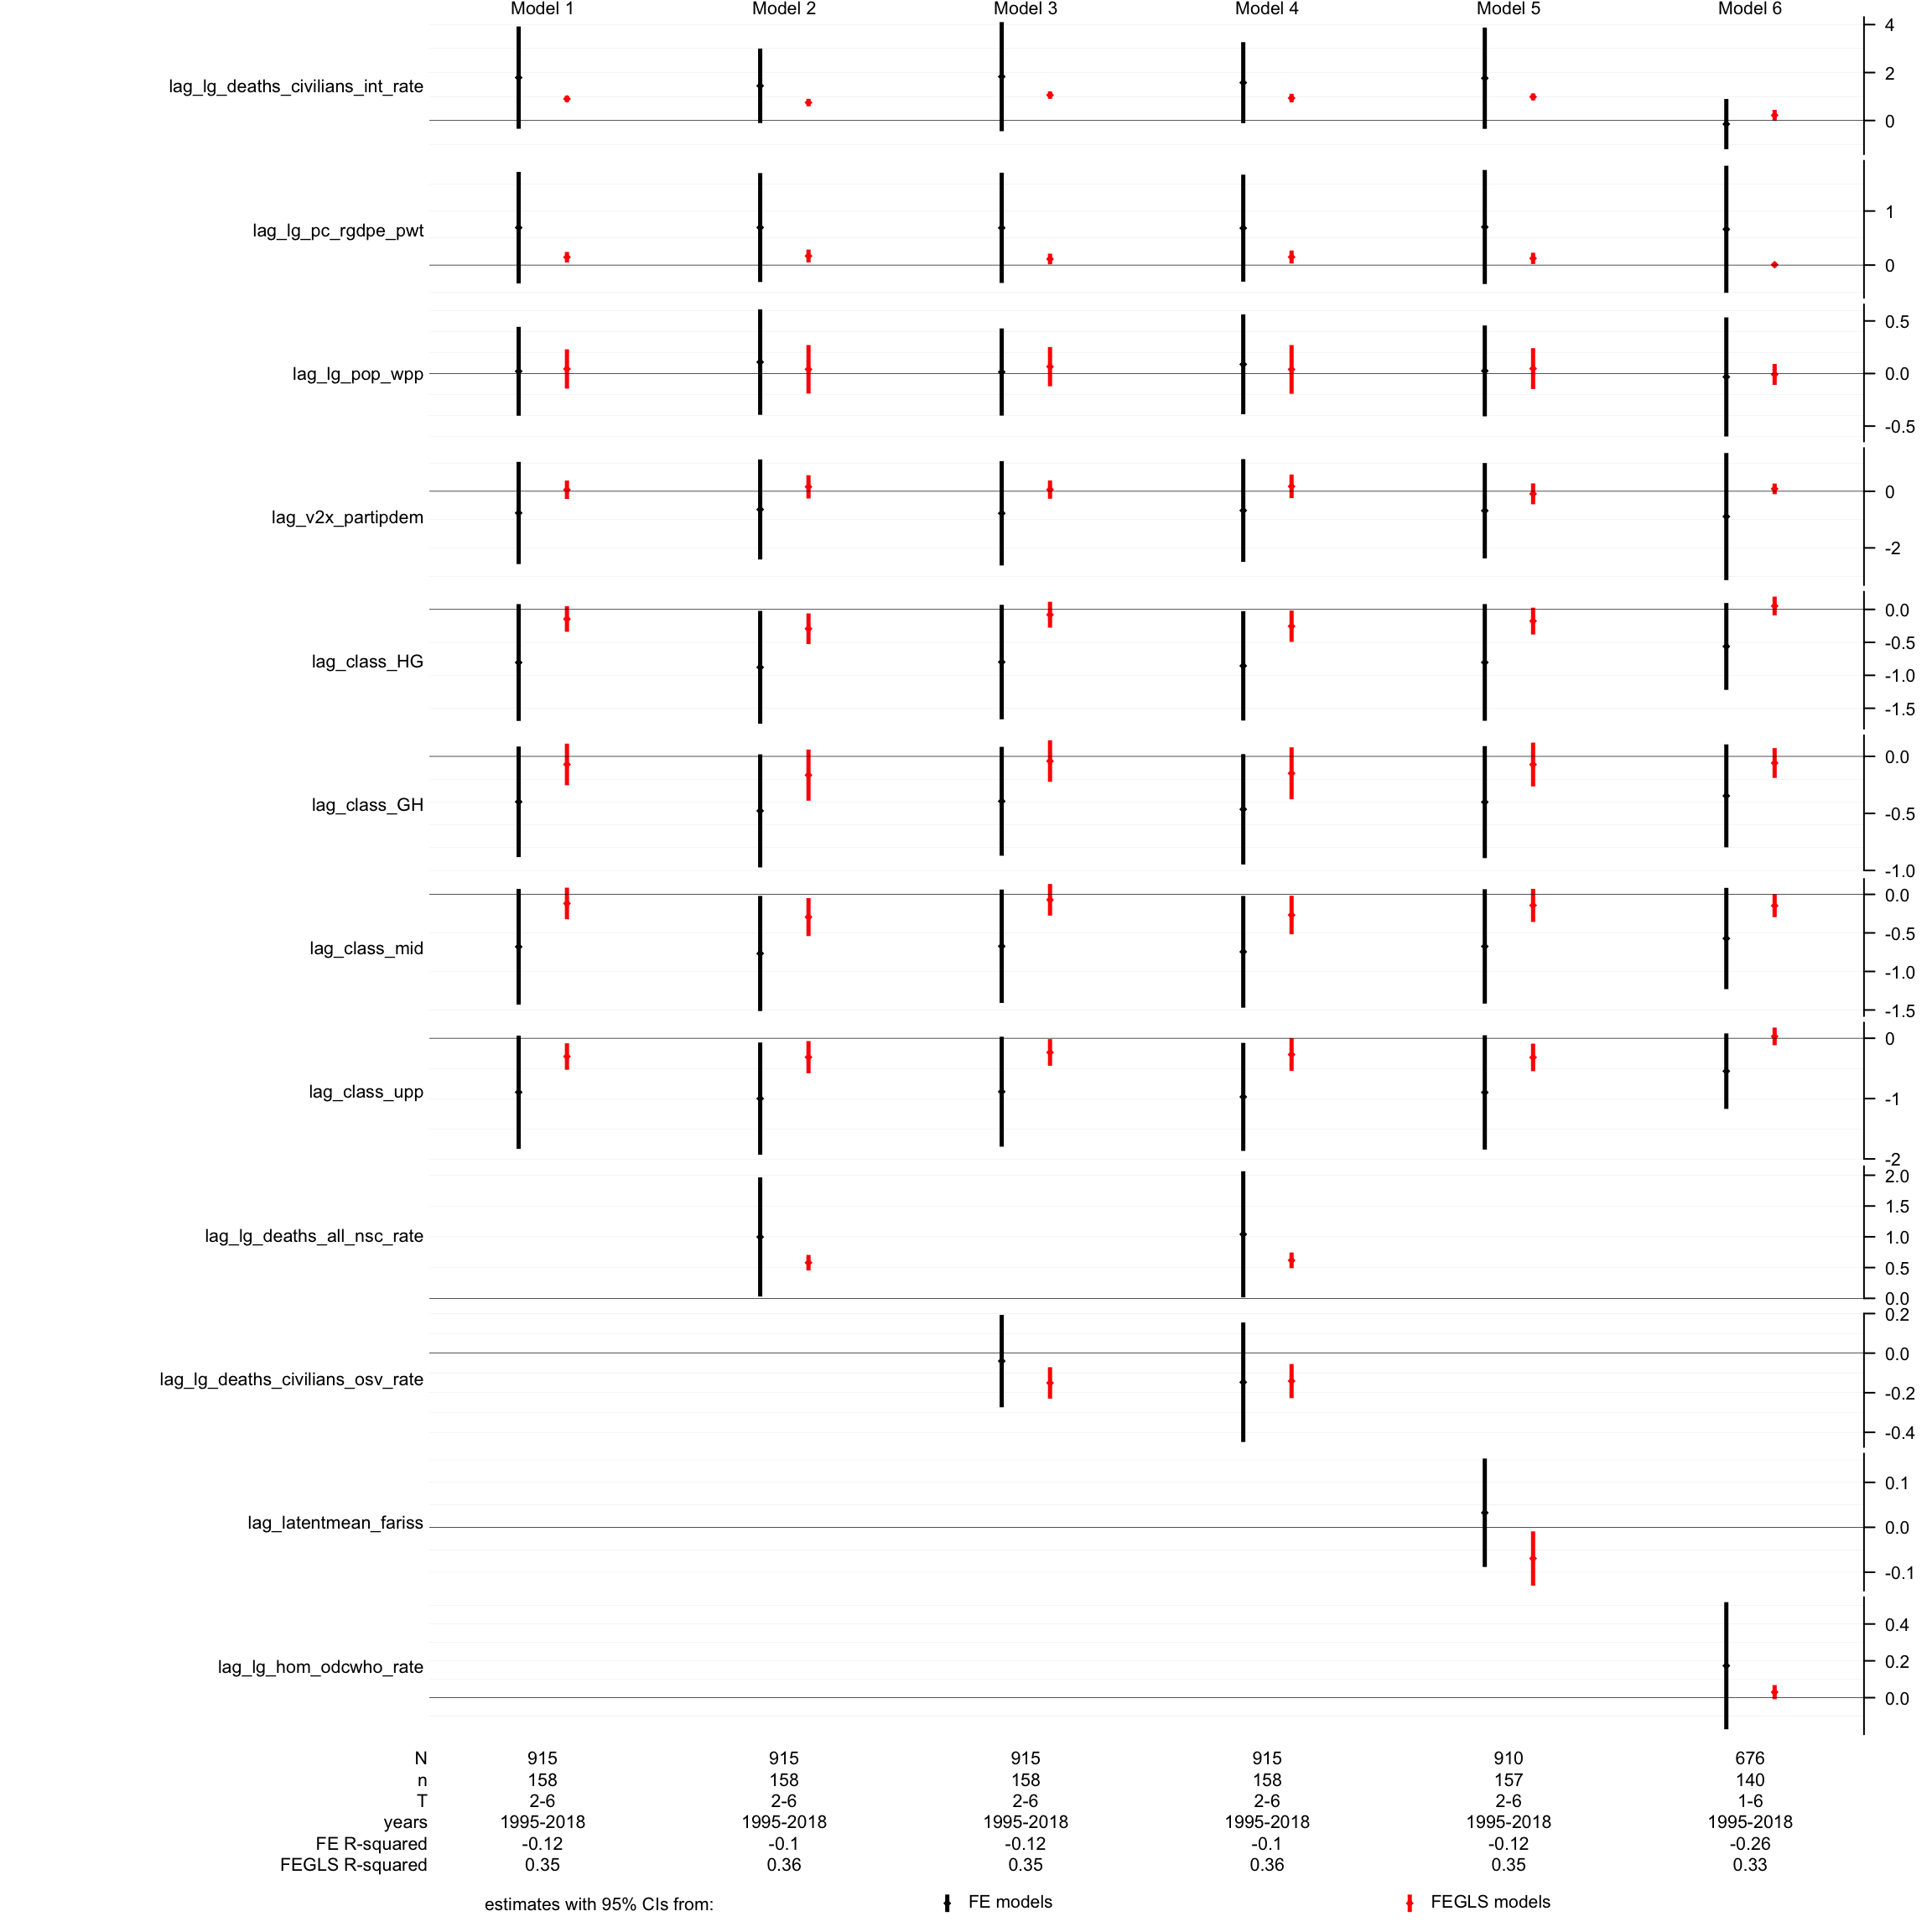 Model 1 Model 2 Model 3 Model 4 Model 5 Model 6
lag_lg_deaths_civilians_int_rate
4
2
0
lag_lg_pc_rgdpe_pwt
1
0
lag_lg_pop_wpp
0.5
0.0
-0.5
lag_v2x_partipdem
0
-2
lag_class_HG
0.0
-0.5
-1.0
-1.5
lag_class_GH
0.0
-0.5
-1.0
lag_class_mid
0.0
-0.5
-1.0
-1.5
lag_class_upp
0
-1
-2
lag_lg_deaths_all_nsc_rate
2.0
1.5
1.0
0.5
0.0
lag_lg_deaths_civilians_osv_rate
0.2
0.0
-0.2
-0.4
lag_latentmean_fariss
0.1
0.0
-0.1
lag_lg_hom_odcwho_rate
0.4
0.2
0.0
N 915 915 915 915 910 676
n 158 158 158 158 157 140
T 2-6 2-6 2-6 2-6 2-6 1-6
years 1995-2018 1995-2018 1995-2018 1995-2018 1995-2018 1995-2018
FE R-squared -0.12 -0.1 -0.12 -0.1 -0.12 -0.26
FEGLS R-squared 0.35 0.36 0.35 0.36 0.35 0.33
estimates with 95% CIs from: FE models FEGLS models